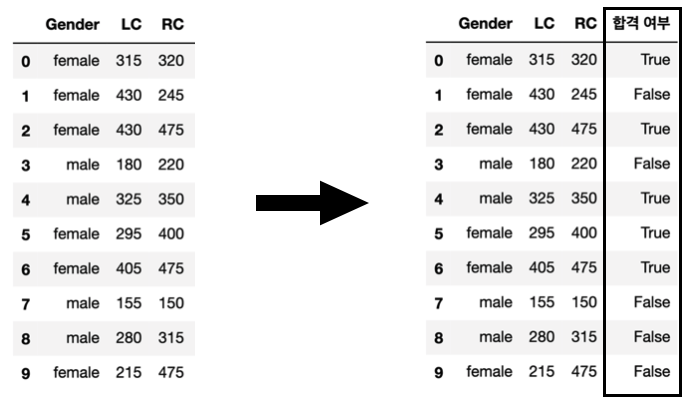 Gender LC RC
0 female 315 320
1 female 430 245
2 female 430 475
3 male 180 220
4 male 325 350
5 female 295 400
6 female 405 475
7 male 155 150
8 male 280 315
9 female 215 475
Gender LC RC 합격 여부
0 female 315 320 True
1 female 430 245 False
2 female 430 475 True
3 male 180 220 False
4 male 325 350 True
5 female 295 400 True
6 female 405 475 True
7 male 155 150 False
8 male 280 315 False
9 female 215 475 False